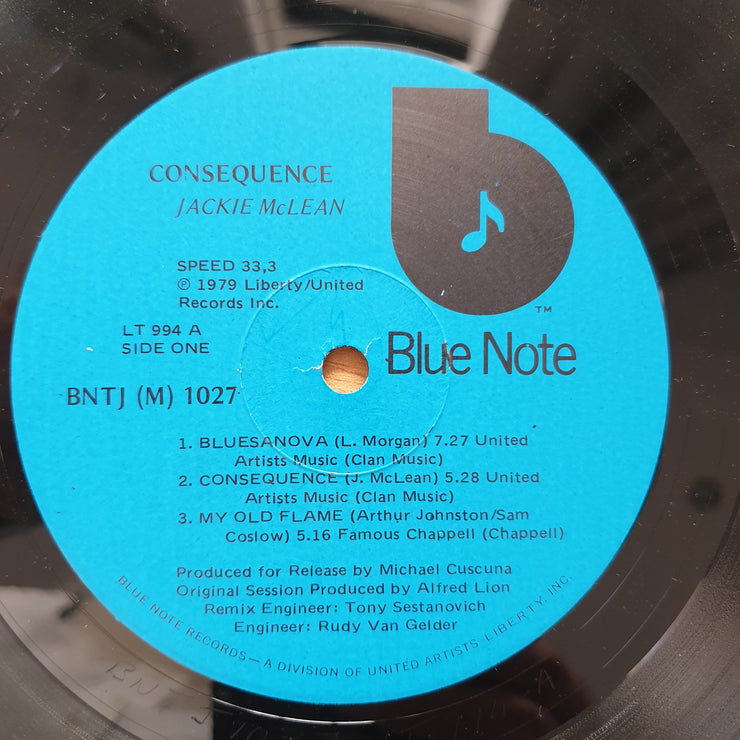 CONSEQUENCE
JACKIE McLEAN
SPEED 33,3
℗ 1979 Liberty/United
Records Inc.
LT 994 A
SIDE ONE
BNTJ (M) 1027
TM
Blue Note
1. BLUESANOVA (L. Morgan) 7.27 United
Artists Music (Clan Music)
2. CONSEQUENCE (J. McLean) 5.28 United
Artists Music (Clan Music)
3. MY OLD FLAME (Arthur Johnston/Sam
Coslow) 5.16 Famous Chappell (Chappell)
Produced for Release by Michael Cuscuna
Original Session Produced by Alfred Lion
Remix Engineer: Tony Sestanovich
Engineer: Rudy Van Gelder
BLUE NOTE RECORDS — A DIVISION OF UNITED ARTISTS LIBERTY, INC.